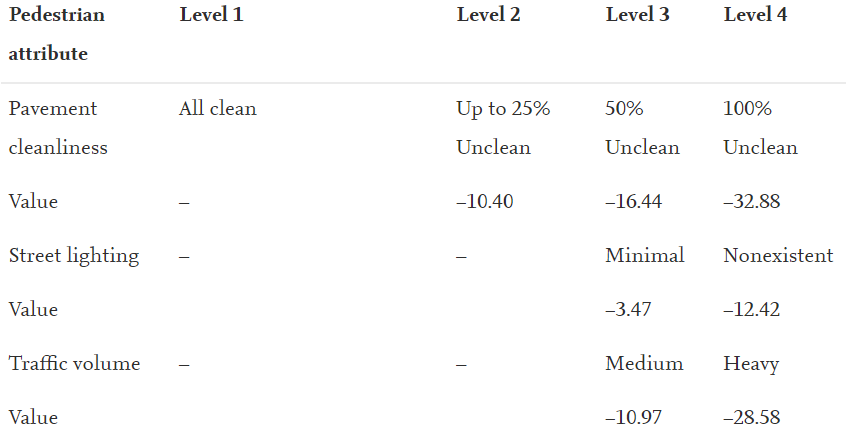 Pedestrian attribute Level 1 Level 2 Level 3 Level 4
Pavement cleanliness All clean Up to 25% Unclean 50% Unclean 100% Unclean
Value – –10.40 –16.44 –32.88
Street lighting – – Minimal Nonexistent
Value –3.47 –12.42
Traffic volume – – Medium Heavy
Value –10.97 –28.58